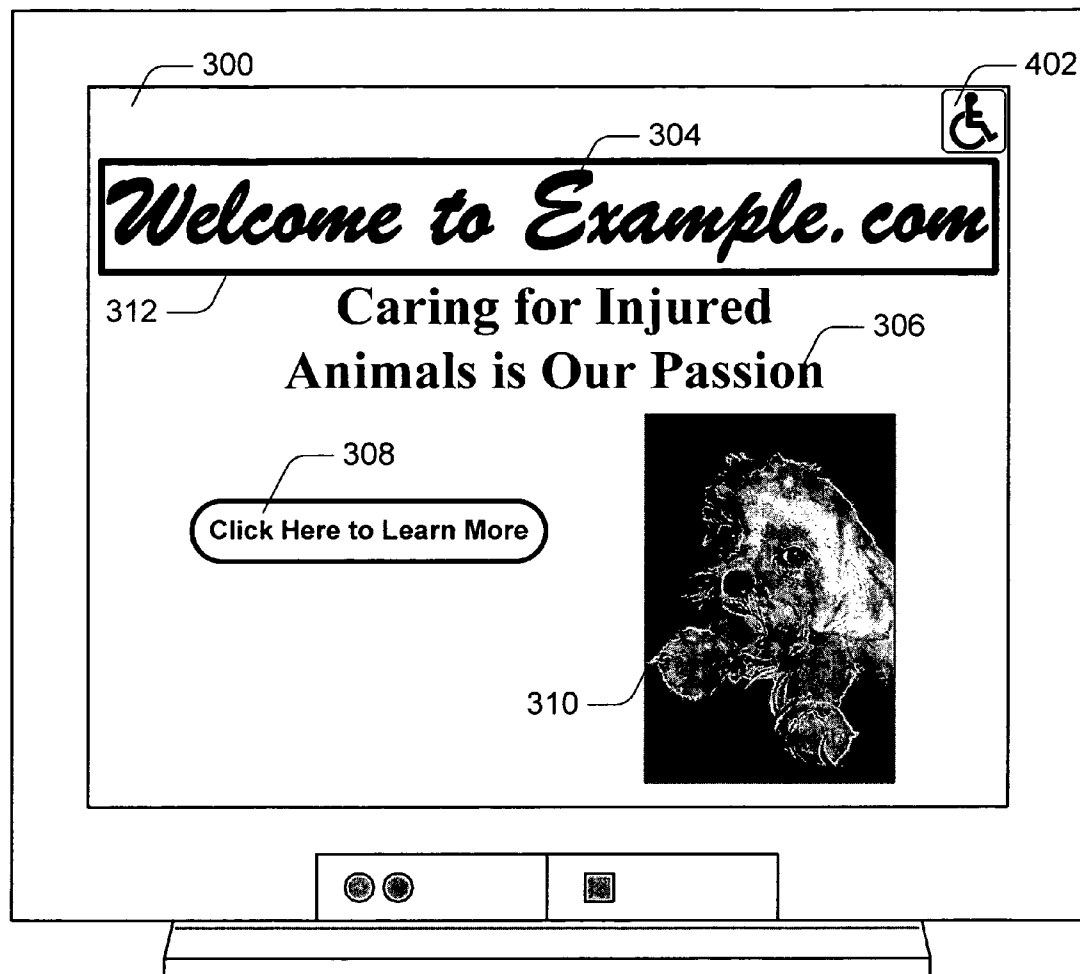 300
402
304
Welcome to Example.com
312
Caring for Injured
306
Animals is Our Passion
308
Click Here to Learn More
310